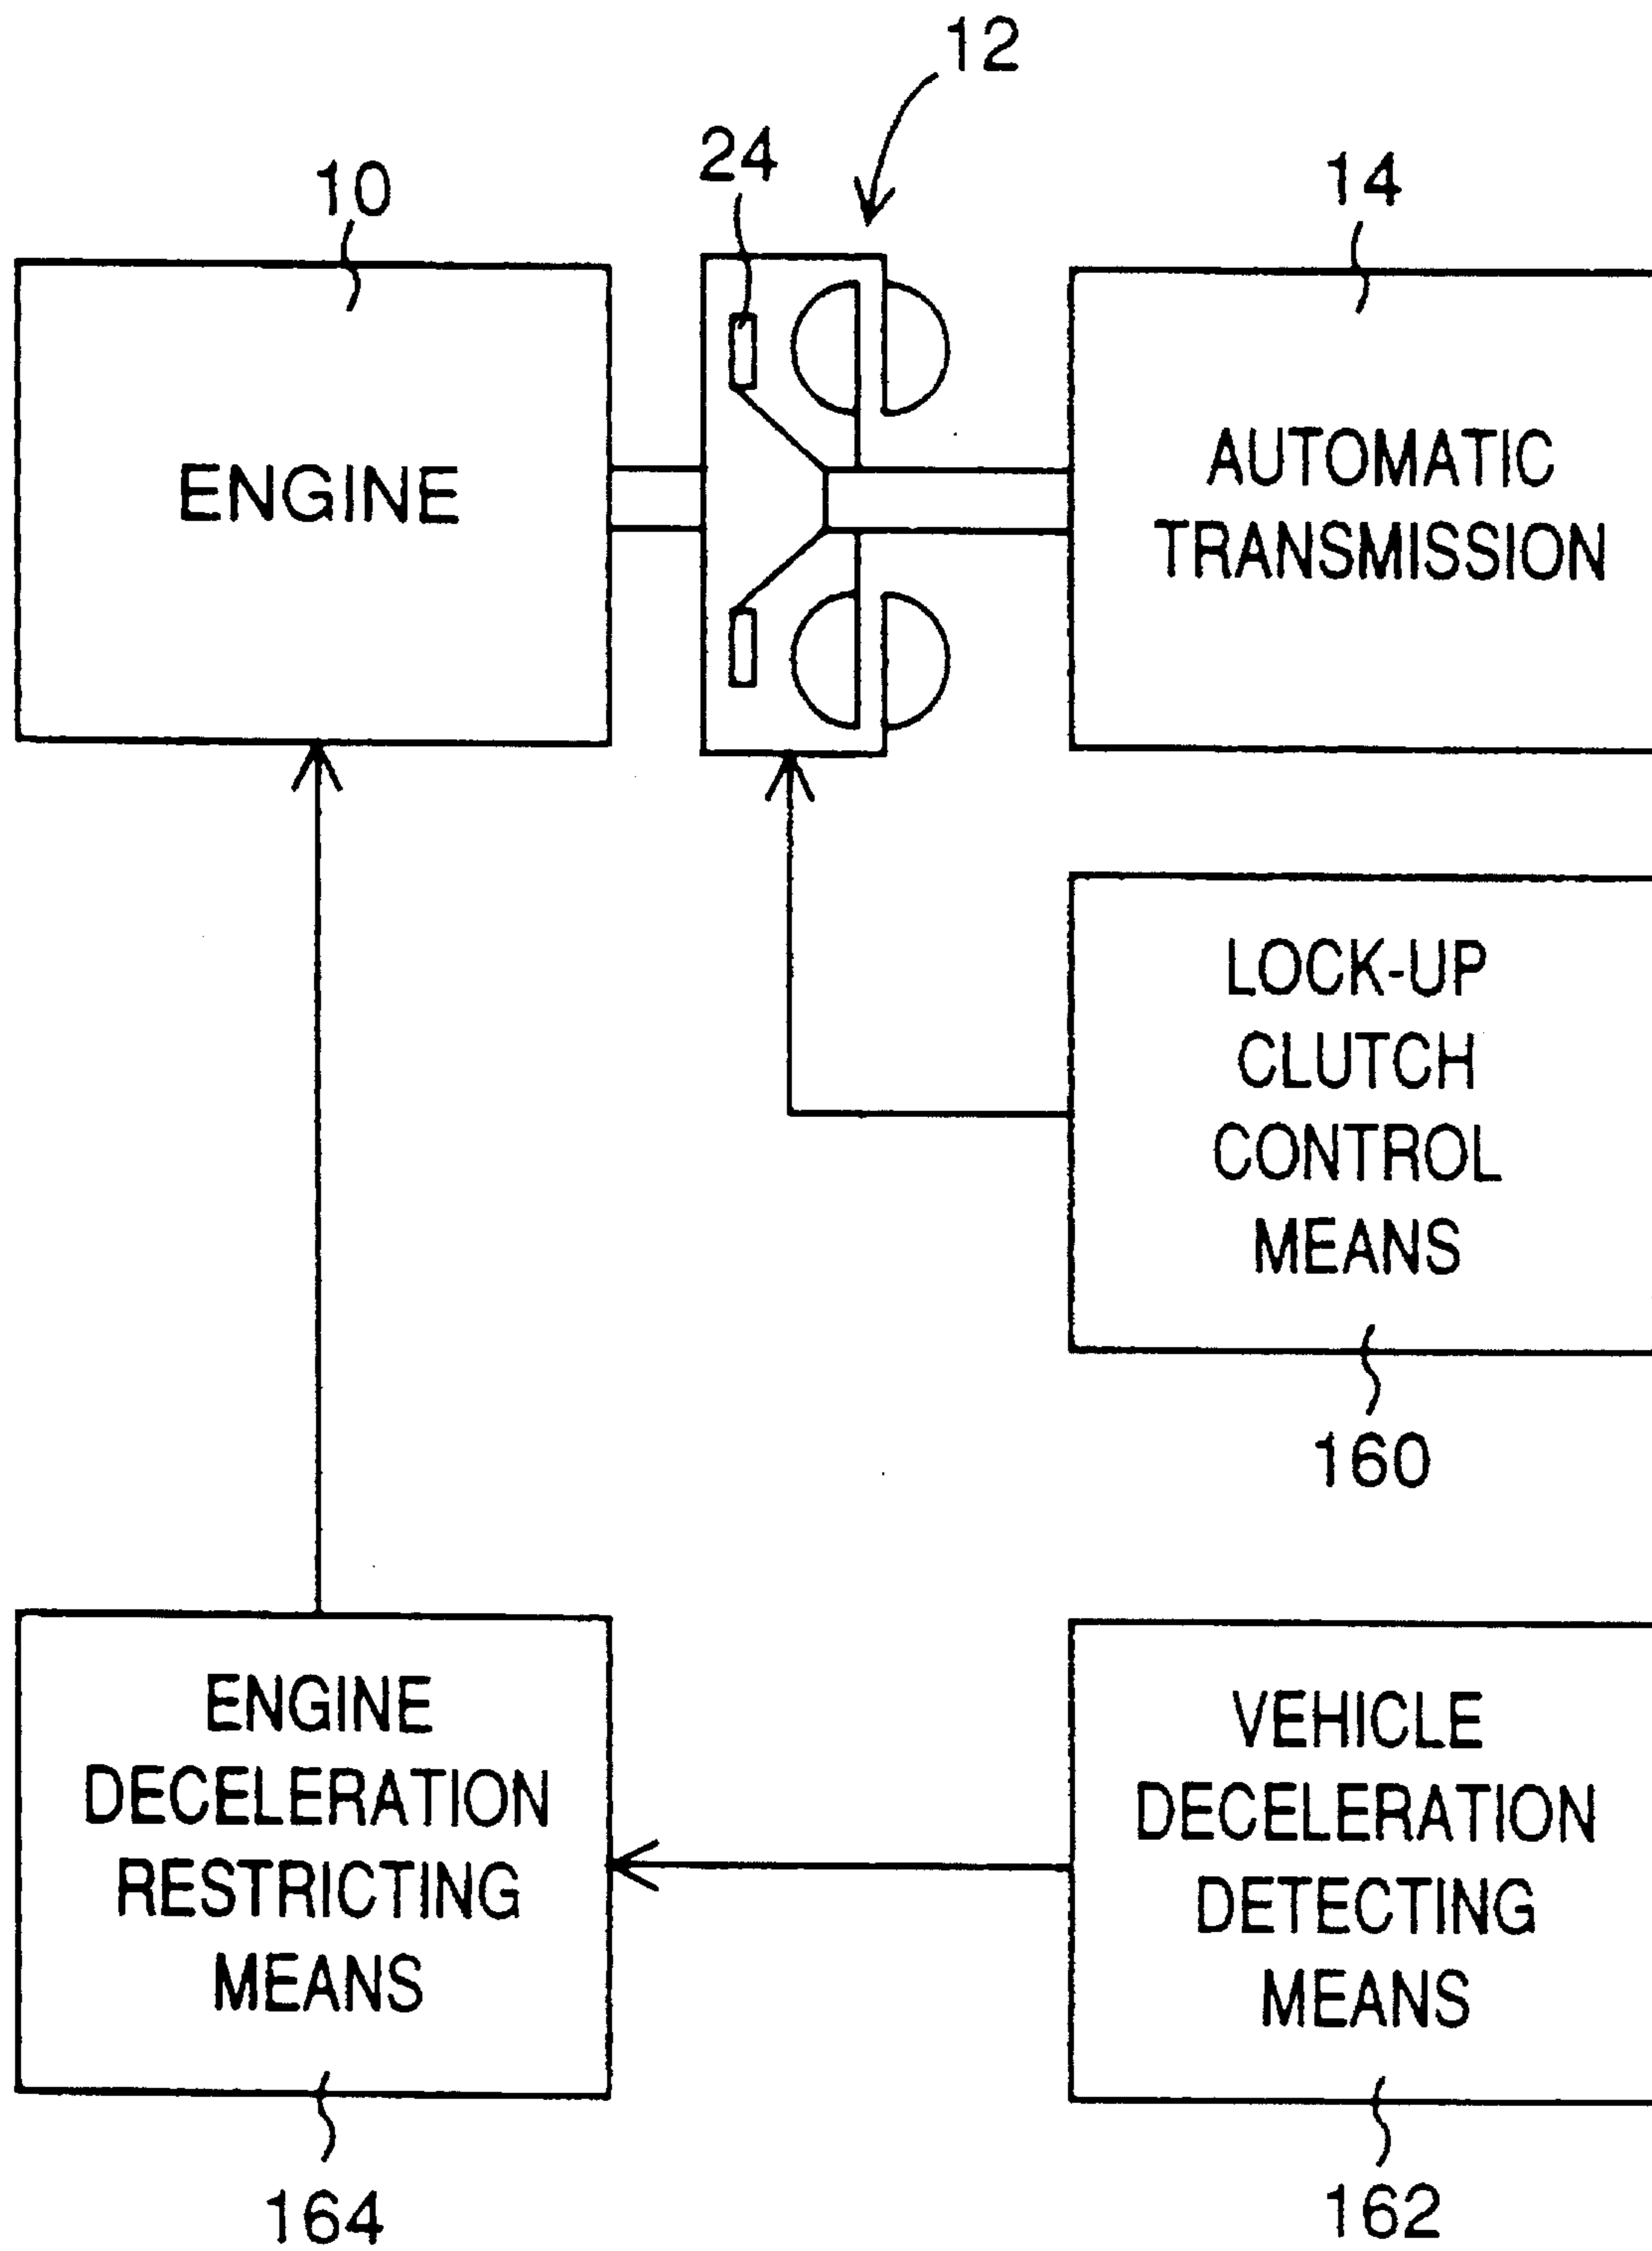 12
24
10
14
ENGINE
AUTOMATIC
TRANSMISSION
LOCK-UP
CLUTCH
CONTROL
MEANS
160
ENGINE
DECELERATION
RESTRICTING
MEANS
164
VEHICLE
DECELERATION
DETECTING
MEANS
162